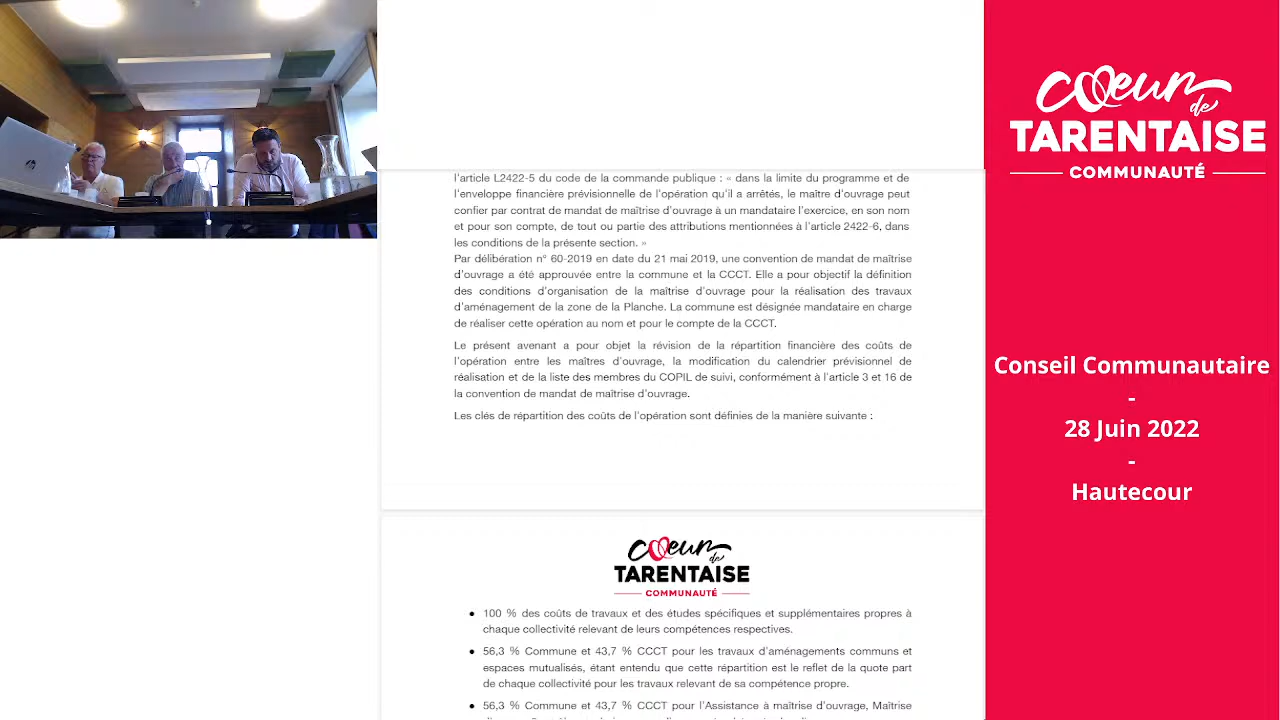 l'article L2422-5 du code de la commande publique : « dans la limite du programme et de
l'enveloppe financière prévisionnelle de l'opération qu'il a arrêtés, le maître d'ouvrage peut
confier par contrat de mandat de maîtrise d'ouvrage à un mandataire l'exercice, en son nom
et pour son compte, de tout ou partie des attributions mentionnées à l'article 2422-6, dans
les conditions de la présente section. »
Par délibération n° 60-2019 en date du 21 mai 2019, une convention de mandat de maîtrise
d'ouvrage a été approuvée entre la commune et la CCCT. Elle a pour objectif la définition
des conditions d'organisation de la maîtrise d'ouvrage pour la réalisation des travaux
d'aménagement de la zone de la Planche. La commune est désignée mandataire en charge
de réaliser cette opération au nom et pour le compte de la CCCT.
Le présent avenant a pour objet la révision de la répartition financière des coûts de
l'opération entre les maîtres d'ouvrage, la modification du calendrier prévisionnel de
réalisation et de la liste des membres du COPIL de suivi, conformément à l'article 3 et 16 de
la convention de mandat de maîtrise d'ouvrage.
Les clés de répartition des coûts de l'opération sont définies de la manière suivante :
Cœur
de
TARENTAISE
COMMUNAUTÉ
• 100 % des coûts de travaux et des études spécifiques et supplémentaires propres à
chaque collectivité relevant de leurs compétences respectives.
• 56,3 % Commune et 43,7 % CCCT pour les travaux d'aménagements communs et
espaces mutualisés, étant entendu que cette répartition est le reflet de la quote part
de chaque collectivité pour les travaux relevant de sa compétence propre.
• 56,3 % Commune et 43,7 % CCCT pour l'Assistance à maîtrise d'ouvrage, Maîtrise
Cœur
de
TARENTAISE
COMMUNAUTÉ
Conseil Communautaire
-
28 Juin 2022
-
Hautecour